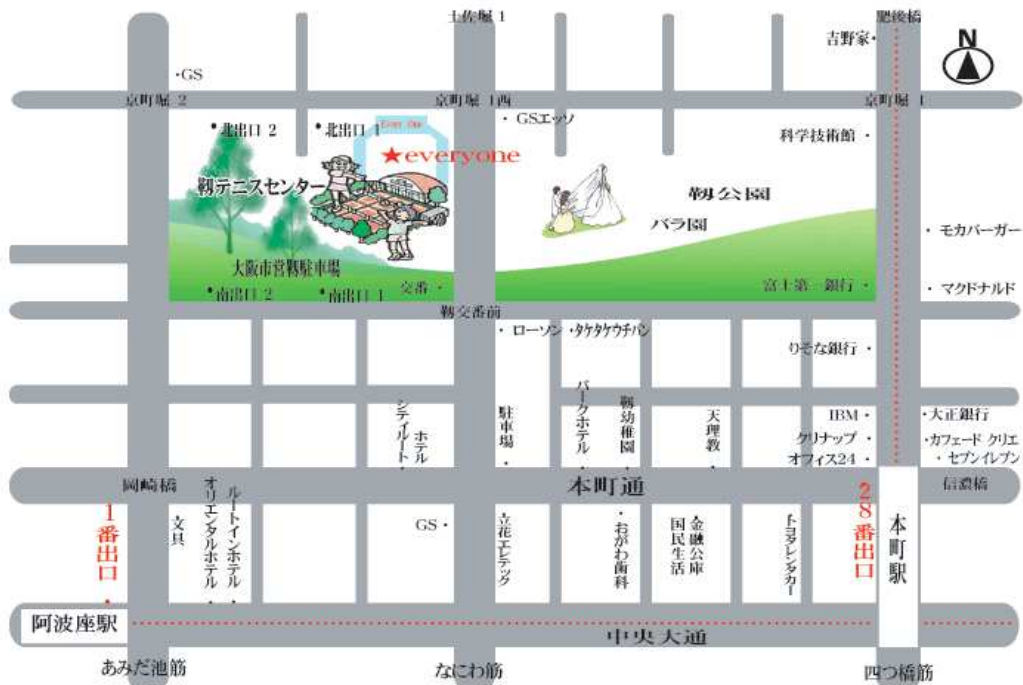 土佐堀 1
肥後橋
吉野家・
N
・GS
京町堀 2
京町堀 1西
京町堀 1
・GSエッソ
・北出口 2
・北出口 1
★everyone
科学技術館・
靭テニスセンター
靭公園
バラ園
・モカバーガー
大阪市営靭駐車場
・南出口 2
・南出口 1
交番・
富士第一銀行・
・マクドナルド
靭交番前
・ローソン
・タケタケウチパン
りそな銀行・
シティルート
ホテル
駐車場
パークホテル
靭幼稚園
天理教
IBM・
・大正銀行
クリナップ・
・カフェード クリエ
オフィス24・
・セブンイレブン
岡崎橋
本町通
信濃橋
1番出口
・文具
オリエンタルホテル
ルートインホテル
GS・
・立花エレテック
・おがわ歯科
国民生活
・金融公庫
トヨタレンタカー
28番出口
本町駅
阿波座駅
中央大通
あみだ池筋
なにわ筋
四つ橋筋